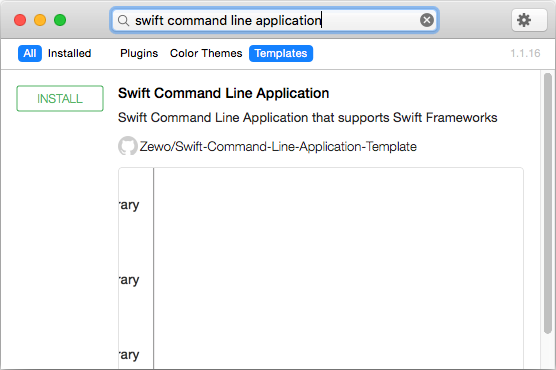 swift command line application
All Installed Plugins Color Themes Templates 1.1.16
INSTALL
Swift Command Line Application
Swift Command Line Application that supports Swift Frameworks
Zewo/Swift-Command-Line-Application-Template
rary
rary
rary